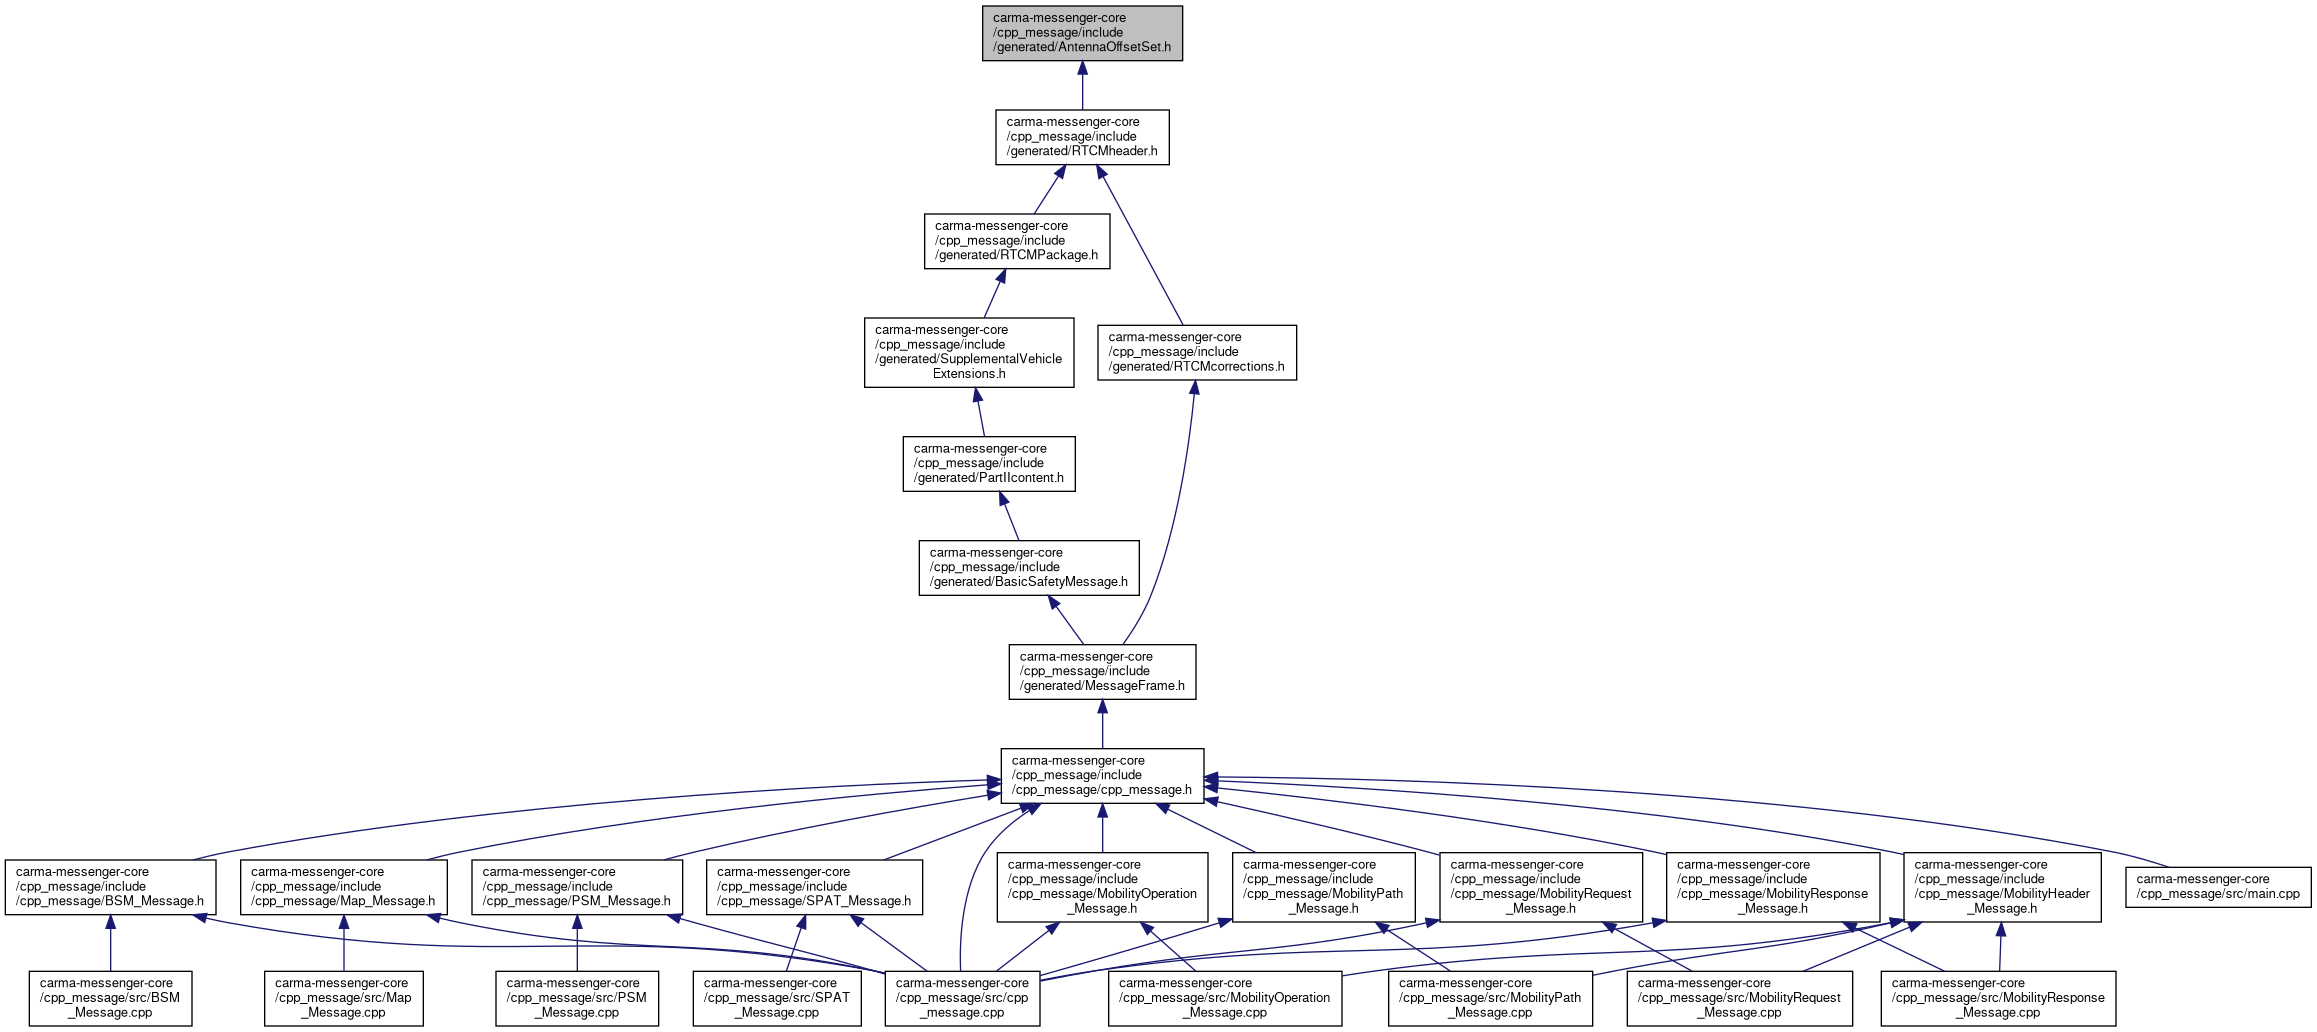 carma-messenger-core
/cpp_message/include
/generated/AntennaOffsetSet.h
carma-messenger-core
/cpp_message/include
/generated/RTCMheader.h
carma-messenger-core
/cpp_message/include
/generated/RTCMPackage.h
carma-messenger-core
/cpp_message/include
/generated/SupplementalVehicle
Extensions.h
carma-messenger-core
/cpp_message/include
/generated/RTCMcorrections.h
carma-messenger-core
/cpp_message/include
/generated/PartIIcontent.h
carma-messenger-core
/cpp_message/include
/generated/BasicSafetyMessage.h
carma-messenger-core
/cpp_message/include
/generated/MessageFrame.h
carma-messenger-core
/cpp_message/include
/cpp_message/cpp_message.h
carma-messenger-core
/cpp_message/include
/cpp_message/BSM_Message.h
carma-messenger-core
/cpp_message/include
/cpp_message/Map_Message.h
carma-messenger-core
/cpp_message/include
/cpp_message/PSM_Message.h
carma-messenger-core
/cpp_message/include
/cpp_message/SPAT_Message.h
carma-messenger-core
/cpp_message/include
/cpp_message/MobilityOperation
_Message.h
carma-messenger-core
/cpp_message/include
/cpp_message/MobilityPath
_Message.h
carma-messenger-core
/cpp_message/include
/cpp_message/MobilityRequest
_Message.h
carma-messenger-core
/cpp_message/include
/cpp_message/MobilityResponse
_Message.h
carma-messenger-core
/cpp_message/include
/cpp_message/MobilityHeader
_Message.h
carma-messenger-core
/cpp_message/src/main.cpp
carma-messenger-core
/cpp_message/src/BSM
_Message.cpp
carma-messenger-core
/cpp_message/src/Map
_Message.cpp
carma-messenger-core
/cpp_message/src/PSM
_Message.cpp
carma-messenger-core
/cpp_message/src/SPAT
_Message.cpp
carma-messenger-core
/cpp_message/src/cpp
_message.cpp
carma-messenger-core
/cpp_message/src/MobilityOperation
_Message.cpp
carma-messenger-core
/cpp_message/src/MobilityPath
_Message.cpp
carma-messenger-core
/cpp_message/src/MobilityRequest
_Message.cpp
carma-messenger-core
/cpp_message/src/MobilityResponse
_Message.cpp